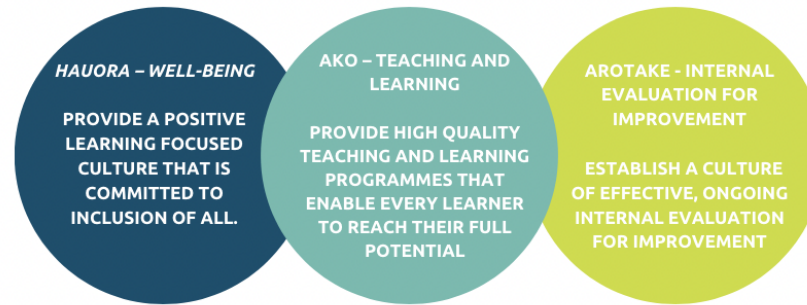 HAUORA – WELL-BEING
PROVIDE A POSITIVE
LEARNING FOCUSED
CULTURE THAT IS
COMMITTED TO
INCLUSION OF ALL.
AKO – TEACHING AND
LEARNING
PROVIDE HIGH QUALITY
TEACHING AND LEARNING
PROGRAMMES THAT
ENABLE EVERY LEARNER
TO REACH THEIR FULL
POTENTIAL
AROTAKE - INTERNAL
EVALUATION FOR
IMPROVEMENT
ESTABLISH A CULTURE
OF EFFECTIVE, ONGOING
INTERNAL EVALUATION
FOR IMPROVEMENT